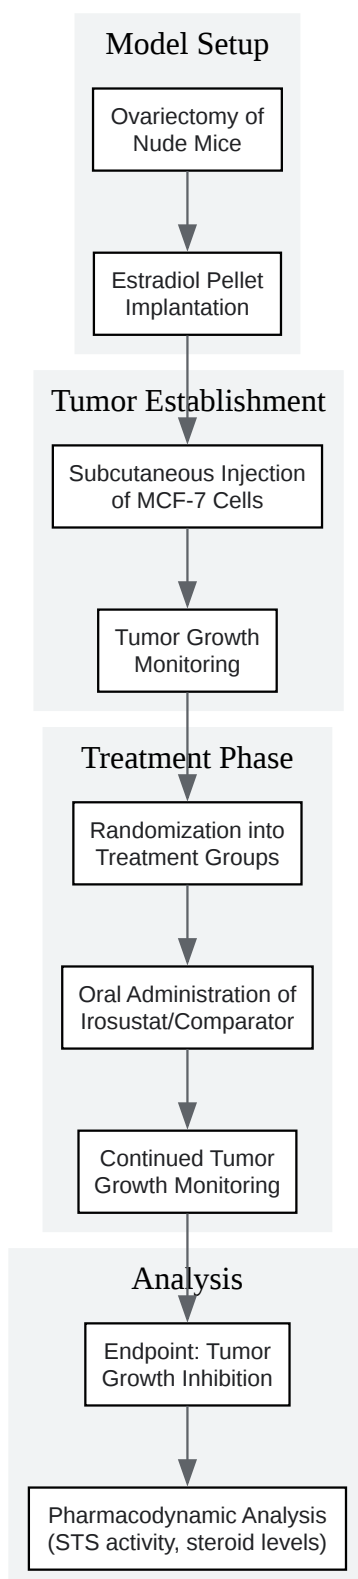 Model Setup
Ovariectomy of
Nude Mice
Estradiol Pellet
Implantation
Tumor Establishment
Subcutaneous Injection
of MCF-7 Cells
Tumor Growth
Monitoring
Treatment Phase
Randomization into
Treatment Groups
Oral Administration of
Irosustat/Comparator
Continued Tumor
Growth Monitoring
Analysis
Endpoint: Tumor
Growth Inhibition
Pharmacodynamic Analysis
(STS activity, steroid levels)